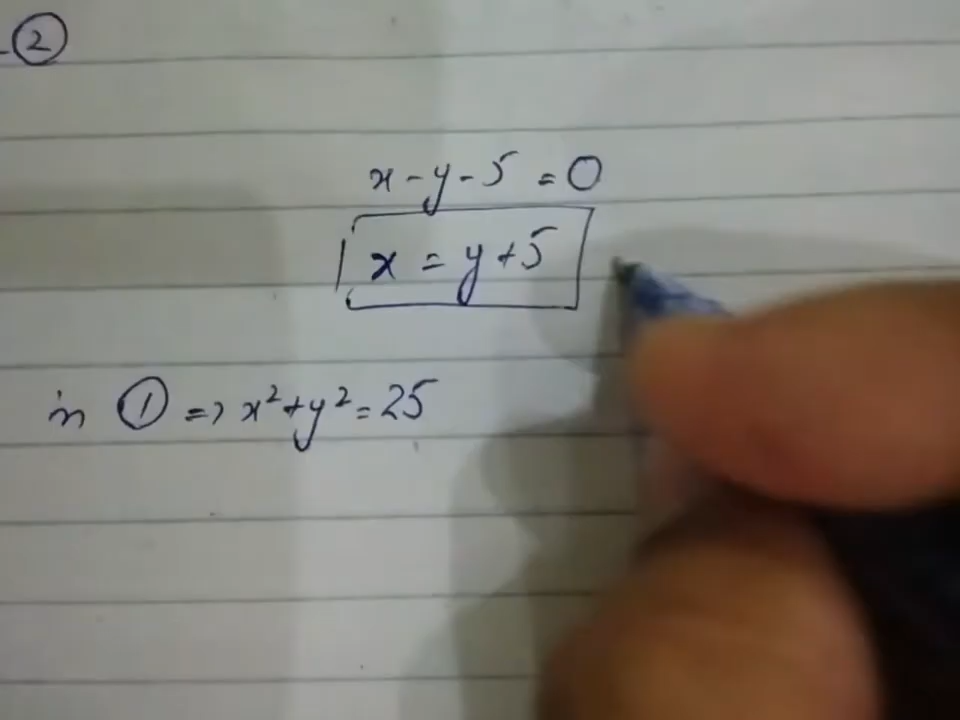 -②
x - y - 5 = 0
x = y + 5
in ① => x² + y² = 25